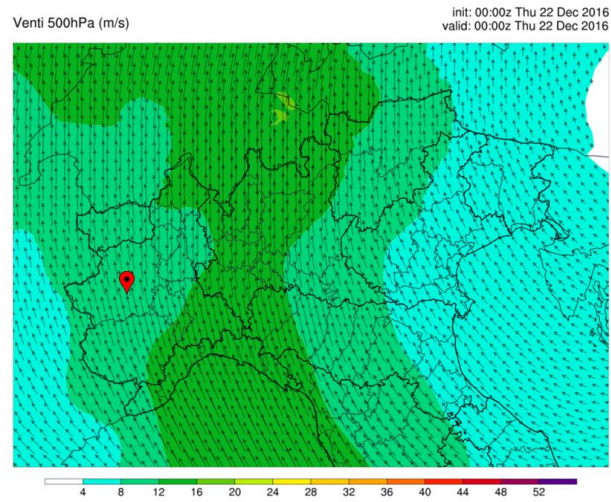 Venti 500hPa (m/s)
init: 00:00z Thu 22 Dec 2016
valid: 00:00z Thu 22 Dec 2016
4 8 12 16 20 24 28 32 36 40 44 48 52